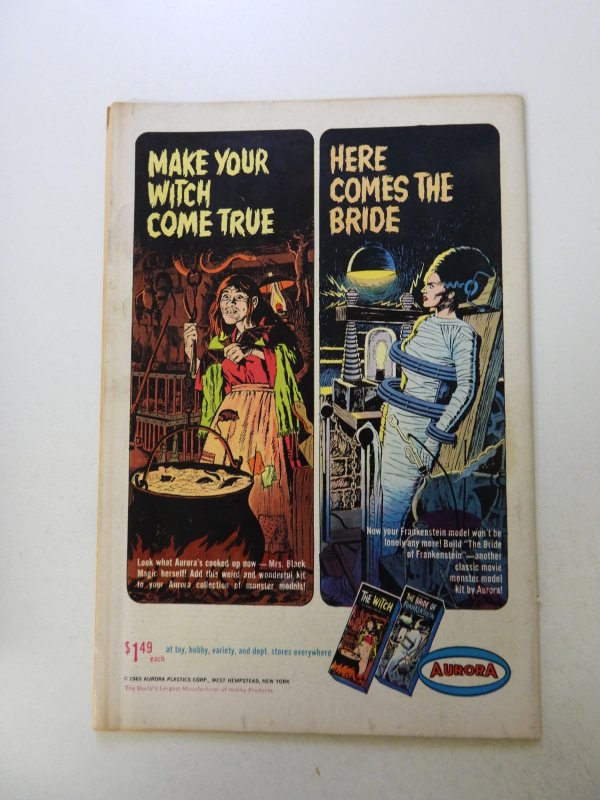 MAKE YOUR
WITCH
COME TRUE
Look what Aurora's cooked up now — Mrs. Black
Magic herself! Add this weird and wonderful kit
to your Aurora collection of monster models!
HERE
COMES THE
BRIDE
Now your Frankenstein model won't be
lonely any more! Build "The Bride
of Frankenstein"—another
classic movie
monster model
kit by Aurora!
THE WITCH
THE BRIDE OF
FRANKENSTEIN
$1.49 each at toy, hobby, variety, and dept. stores everywhere
AURORA
© 1965 AURORA PLASTICS CORP., WEST HEMPSTEAD, NEW YORK
The World's Largest Manufacturer of Hobby Products